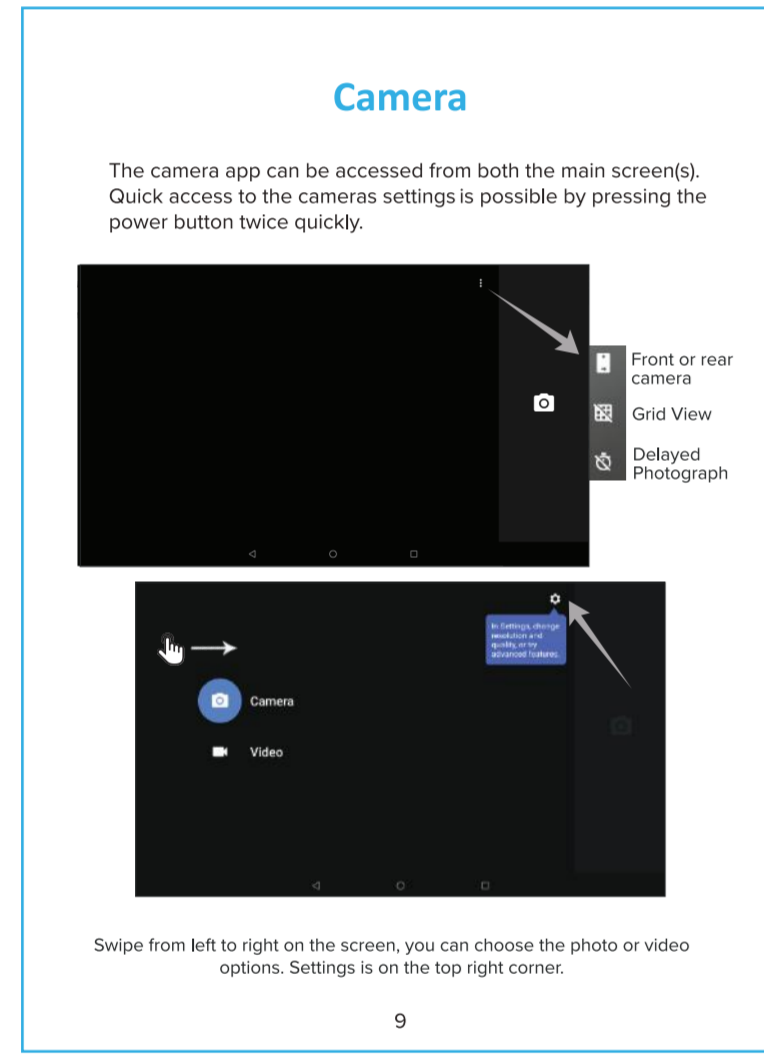 Camera
The camera app can be accessed from both the main screen(s).
Quick access to the cameras settings is possible by pressing the
power button twice quickly.
Front or rear
camera
Grid View
Delayed
Photograph
In Settings, change
resolution and
quality, or try
advanced features.
Camera
Video
Swipe from left to right on the screen, you can choose the photo or video
options. Settings is on the top right corner.
9